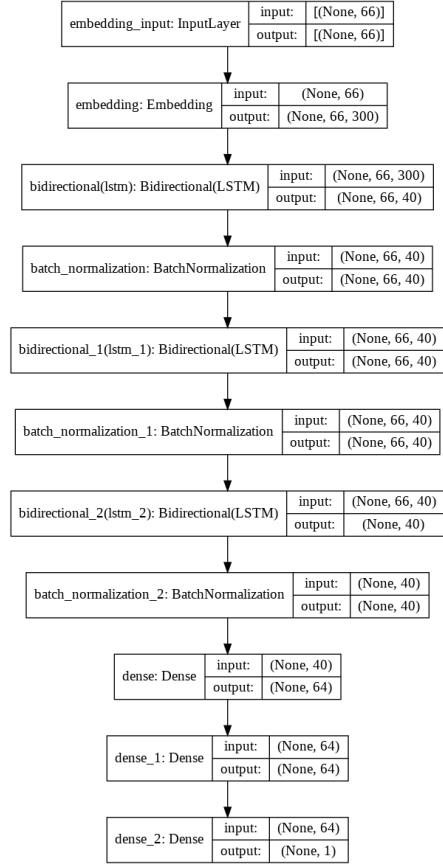 embedding_input: InputLayer
input: [(None, 66)]
output: [(None, 66)]
embedding: Embedding
input: (None, 66)
output: (None, 66, 300)
bidirectional(lstm): Bidirectional(LSTM)
input: (None, 66, 300)
output: (None, 66, 40)
batch_normalization: BatchNormalization
input: (None, 66, 40)
output: (None, 66, 40)
bidirectional_1(lstm_1): Bidirectional(LSTM)
input: (None, 66, 40)
output: (None, 66, 40)
batch_normalization_1: BatchNormalization
input: (None, 66, 40)
output: (None, 66, 40)
bidirectional_2(lstm_2): Bidirectional(LSTM)
input: (None, 66, 40)
output: (None, 40)
batch_normalization_2: BatchNormalization
input: (None, 40)
output: (None, 40)
dense: Dense
input: (None, 40)
output: (None, 64)
dense_1: Dense
input: (None, 64)
output: (None, 64)
dense_2: Dense
input: (None, 64)
output: (None, 1)